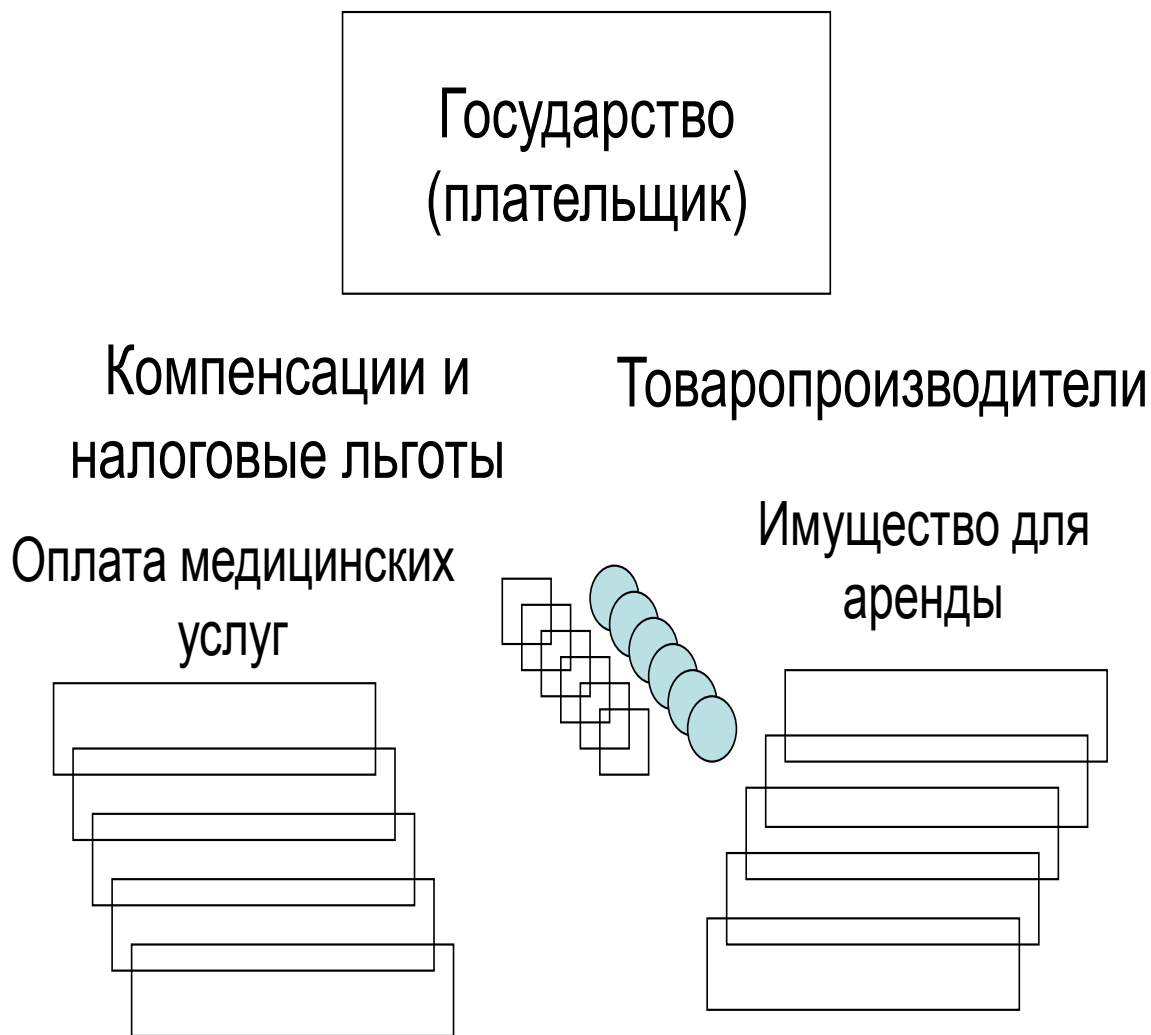 Государство
(плательщик)
Компенсации и
налоговые льготы
Товаропроизводители
Оплата медицинских
услуг
Имущество для
аренды